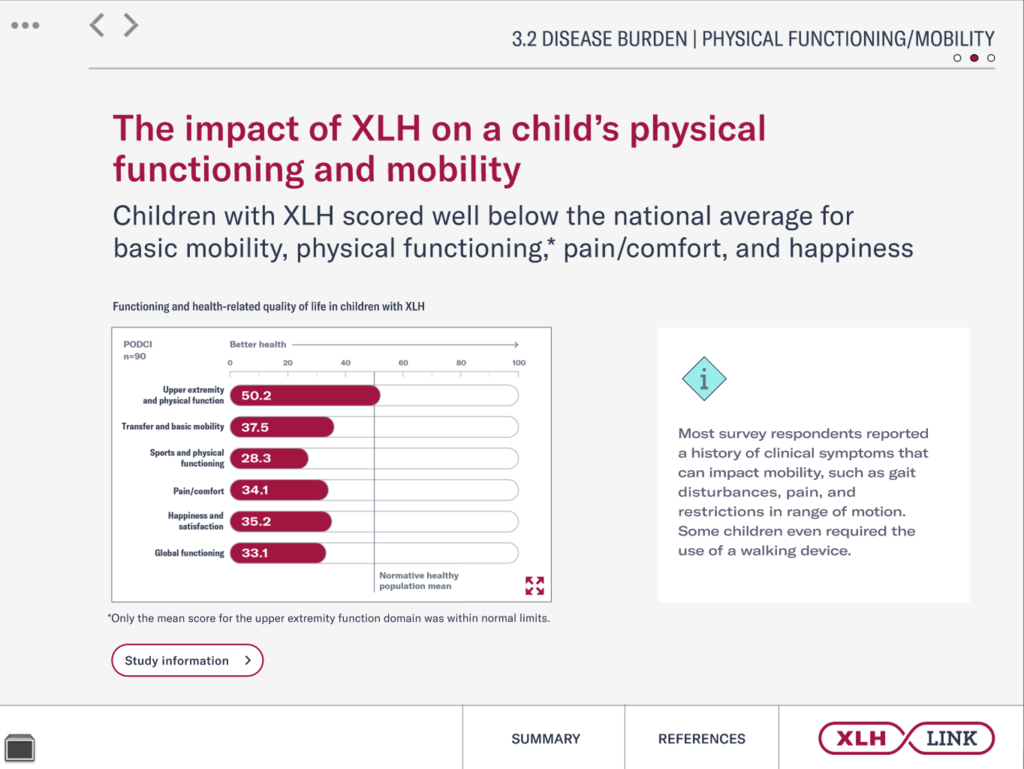 3.2 DISEASE BURDEN | PHYSICAL FUNCTIONING/MOBILITY
The impact of XLH on a child’s physical
functioning and mobility
Children with XLH scored well below the national average for
basic mobility, physical functioning,* pain/comfort, and happiness
Functioning and health-related quality of life in children with XLH
PODCI
n=90
Better health
0 20 40 60 80 100
Upper extremity
and physical function
50.2
Transfer and basic mobility
37.5
Sports and physical
functioning
28.3
Pain/comfort
34.1
Happiness and
satisfaction
35.2
Global functioning
33.1
Normative healthy
population mean
*Only the mean score for the upper extremity function domain was within normal limits.
i
Most survey respondents reported
a history of clinical symptoms that
can impact mobility, such as gait
disturbances, pain, and
restrictions in range of motion.
Some children even required the
use of a walking device.
Study information
SUMMARY
REFERENCES
XLH LINK